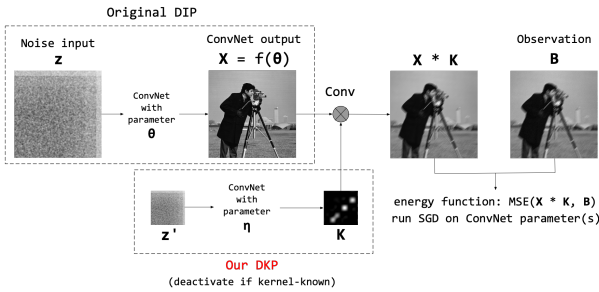 Original DIP
Noise input
z
ConvNet
with
parameter
θ
ConvNet output
X = f(θ)
Conv
X * K
Observation
B
z'
ConvNet
with
parameter
η
K
Our DKP
(deactivate if kernel-known)
energy function: MSE(X * K, B)
run SGD on ConvNet parameter(s)